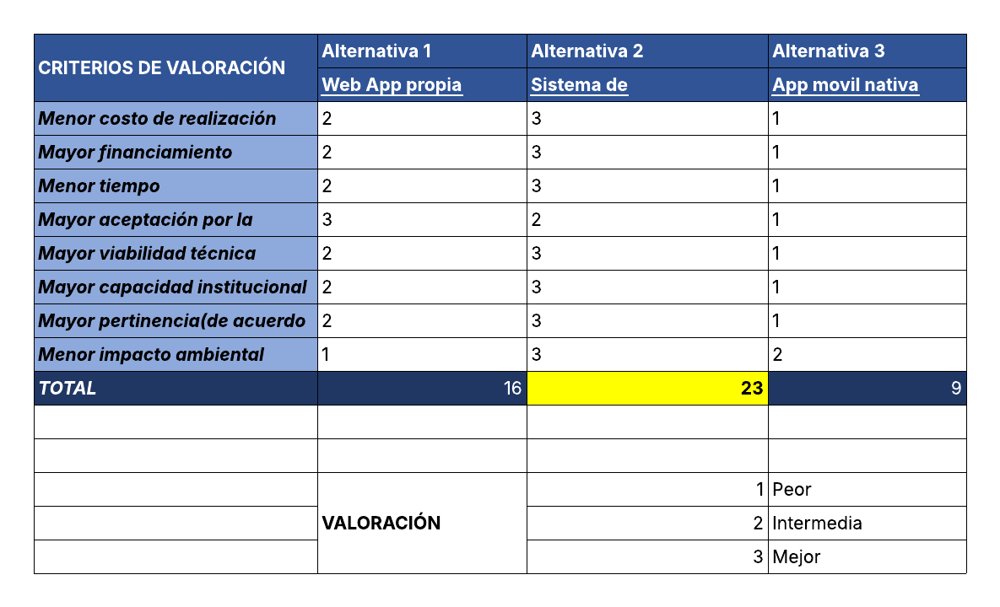 CRITERIOS DE VALORACIÓN Alternativa 1 Alternativa 2 Alternativa 3
Web App propia Sistema de App movil nativa
Menor costo de realización 2 3 1
Mayor financiamiento 2 3 1
Menor tiempo 2 3 1
Mayor aceptación por la 3 2 1
Mayor viabilidad técnica 2 3 1
Mayor capacidad institucional 2 3 1
Mayor pertinencia(de acuerdo 2 3 1
Menor impacto ambiental 1 3 2
TOTAL 16 23 9
1 Peor
VALORACIÓN 2 Intermedia
3 Mejor